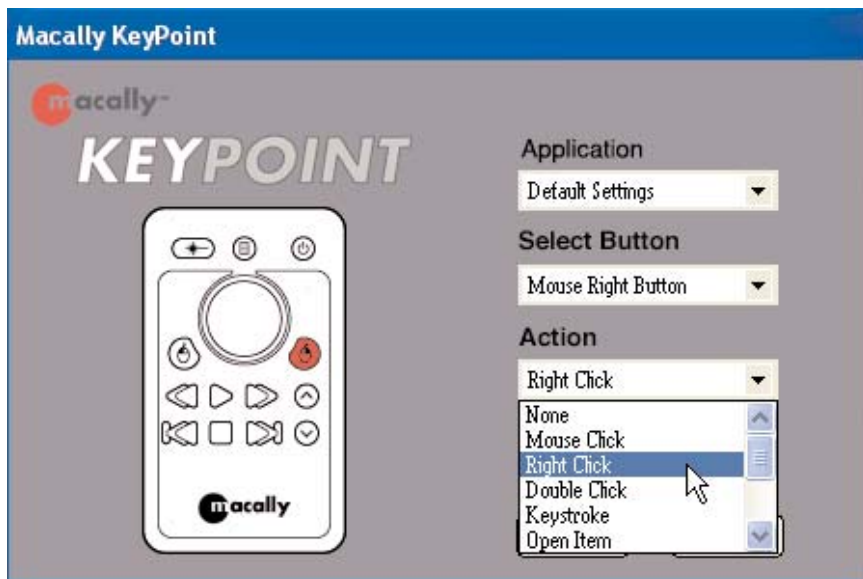 Macally KeyPoint
macally™
KEYPOINT
Application
Default Settings
Select Button
Mouse Right Button
Action
Right Click
None
Mouse Click
Right Click
Double Click
Keystroke
Open Item
macally